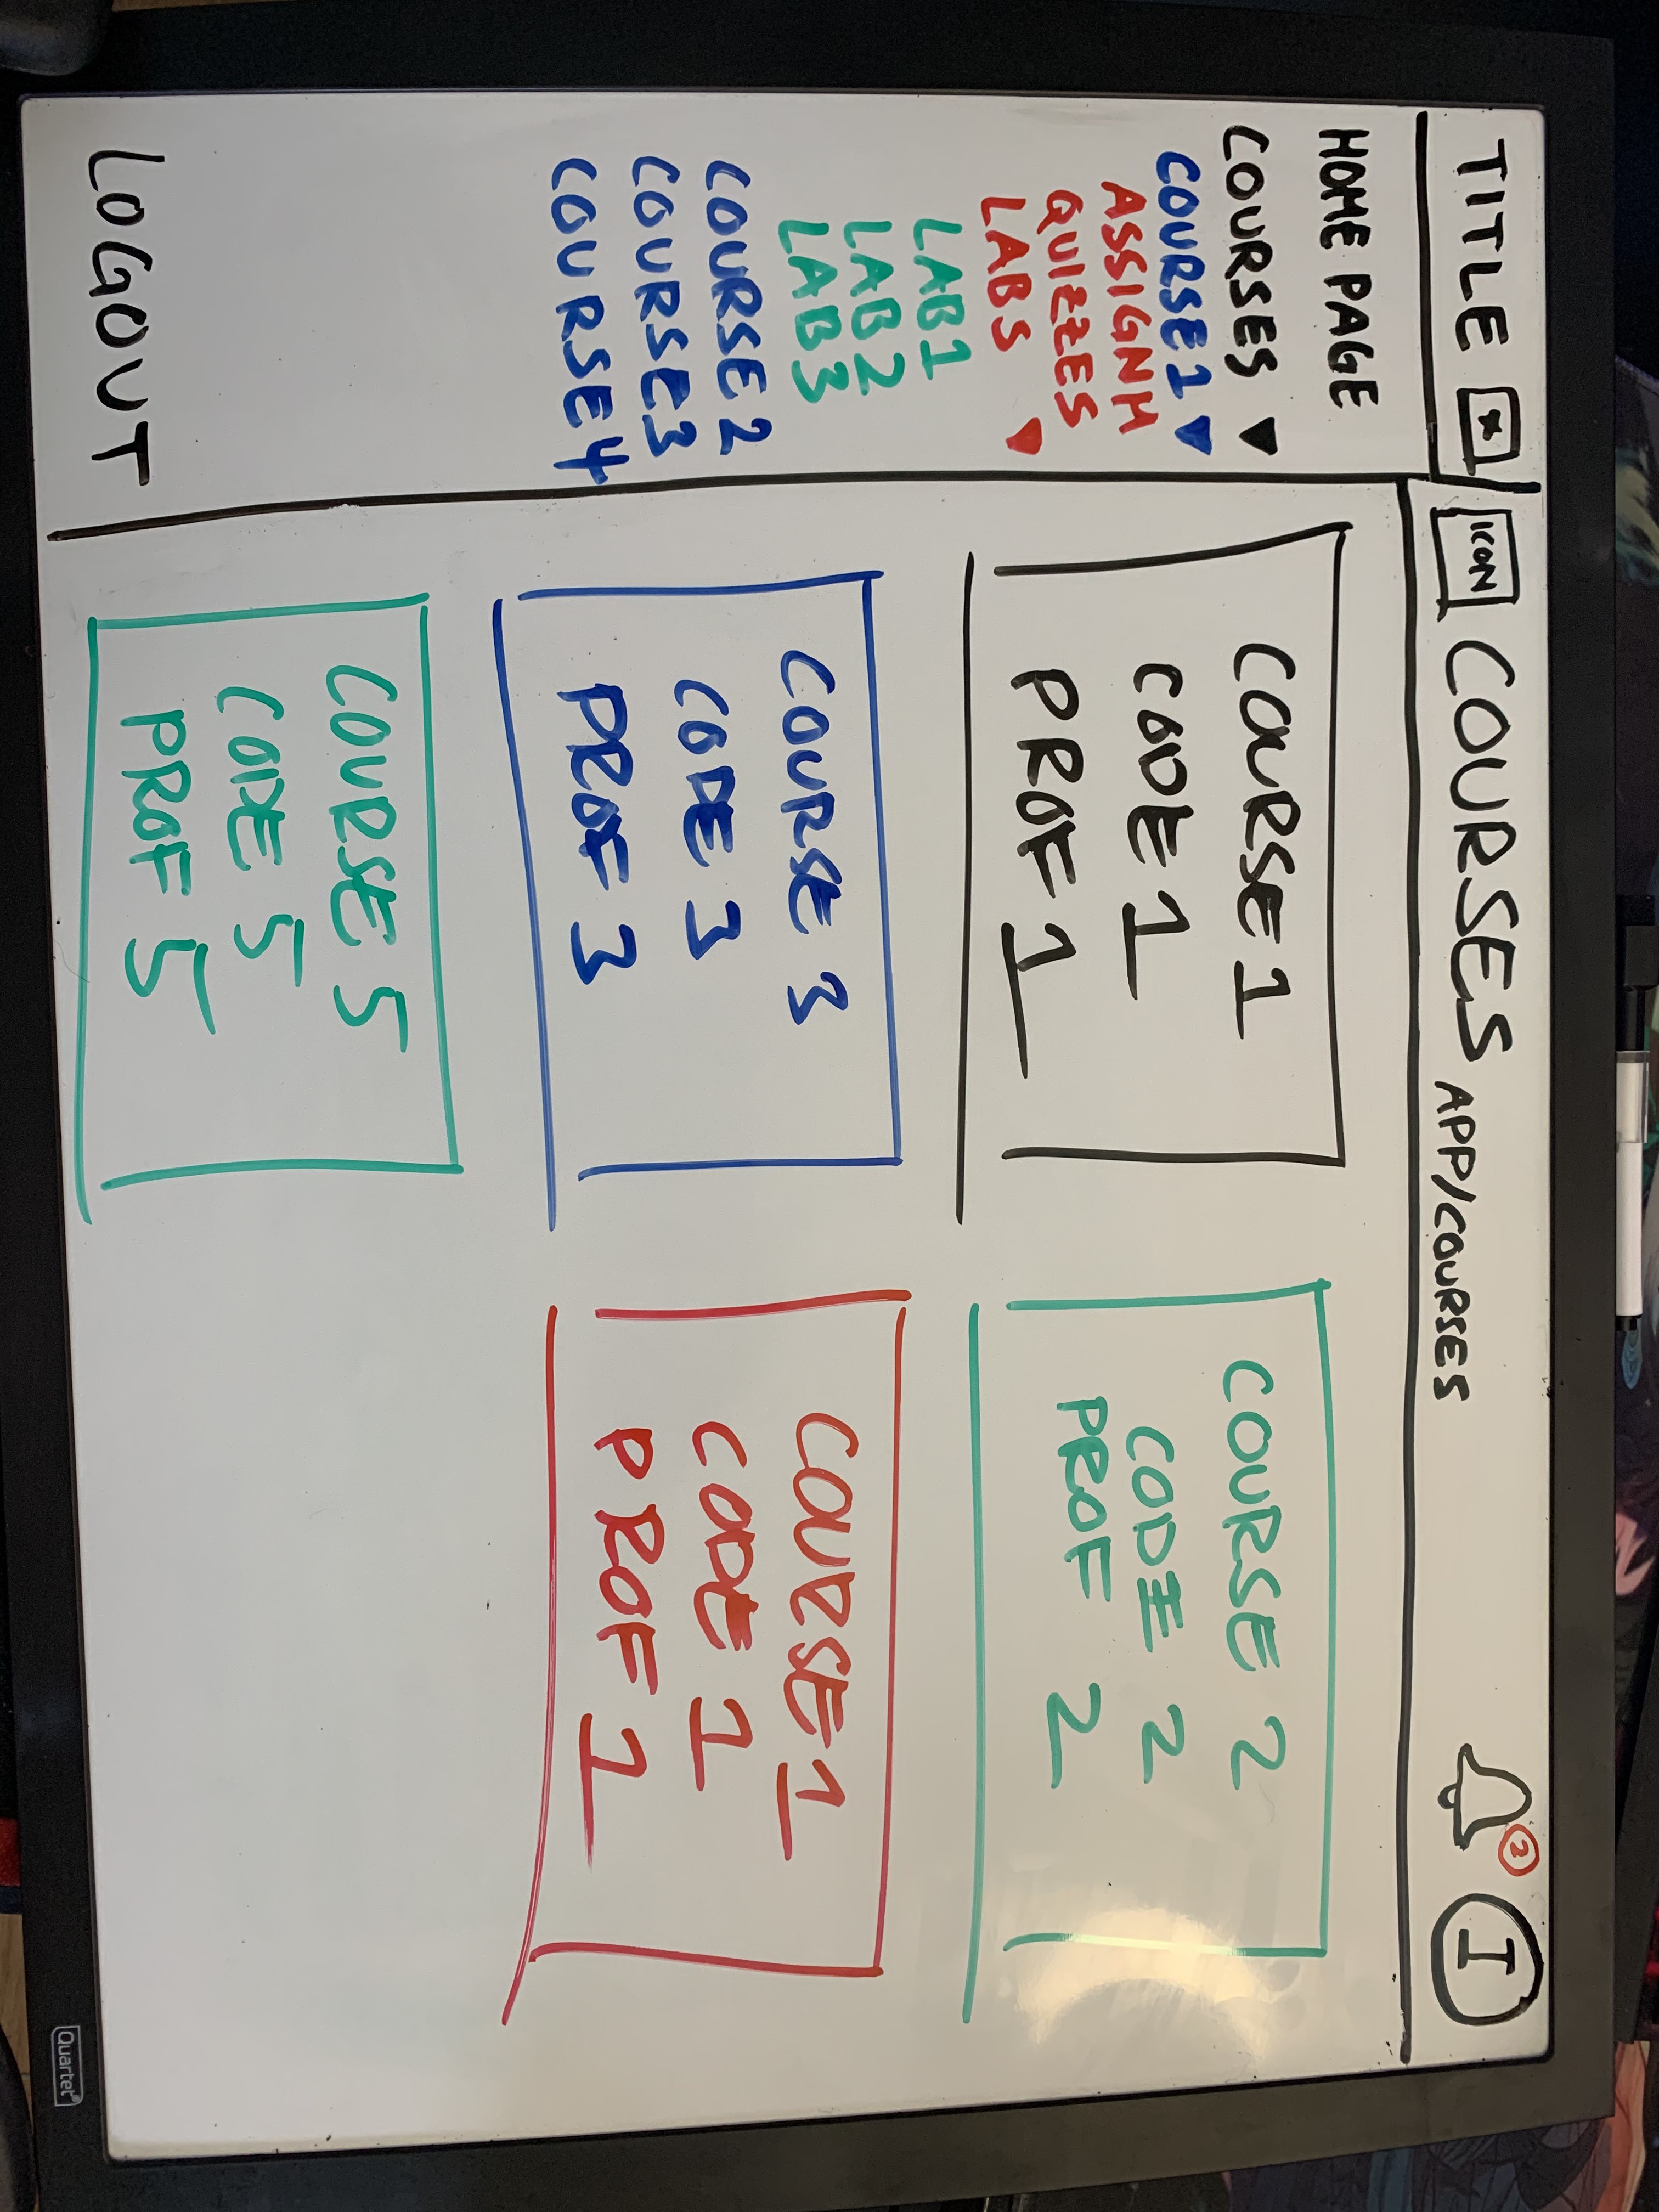 TITLE
ICON COURSES APP/COURSES
2
I
HOME PAGE
COURSES
COURSE 1
ASSIGNM
QUIZZES
LABS
LAB1
LAB2
LAB3
COURSE 2
COURSE3
COURSE 4
LOGOUT
COURSE 1
CODE 1
PROF 1
COURSE 2
CODE 2
PROF 2
COURSE 3
CODE 3
PROF 3
COURSE 1
CODE 1
PROF 1
COURSE 5
CODE 5
PROF 5
Quartet